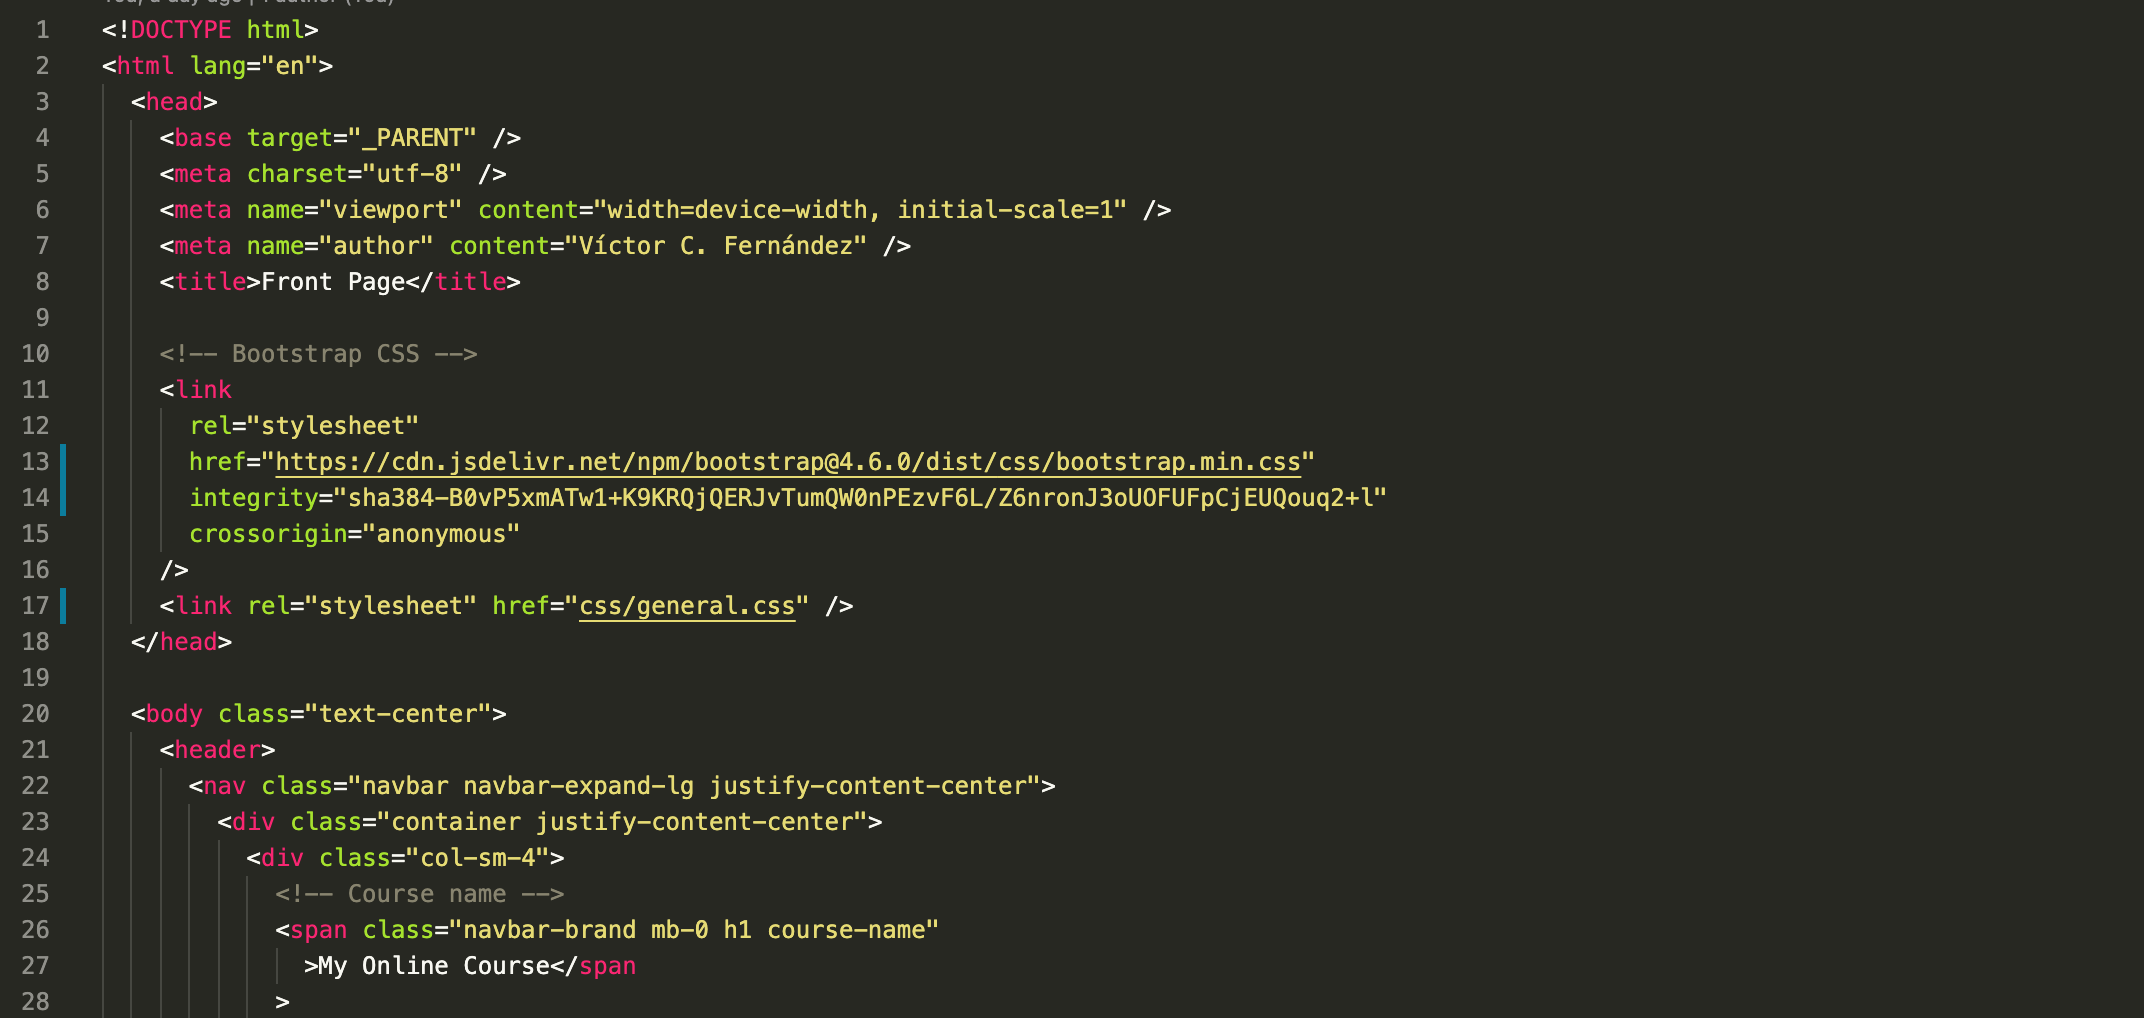 1 <!DOCTYPE html>
2 <html lang="en">
3 <head>
4 <base target="_PARENT" />
5 <meta charset="utf-8" />
6 <meta name="viewport" content="width=device-width, initial-scale=1" />
7 <meta name="author" content="Víctor C. Fernández" />
8 <title>Front Page</title>
9
10 <!-- Bootstrap CSS -->
11 <link
12 rel="stylesheet"
13 href="https://cdn.jsdelivr.net/npm/bootstrap@4.6.0/dist/css/bootstrap.min.css"
14 integrity="sha384-B0vP5xmATw1+K9KRQjQERJvTumQW0nPEzvF6L/Z6nronJ3oUOFUFpCjEUQouq2+l"
15 crossorigin="anonymous"
16 />
17 <link rel="stylesheet" href="css/general.css" />
18 </head>
19
20 <body class="text-center">
21 <header>
22 <nav class="navbar navbar-expand-lg justify-content-center">
23 <div class="container justify-content-center">
24 <div class="col-sm-4">
25 <!-- Course name -->
26 <span class="navbar-brand mb-0 h1 course-name"
27 >My Online Course</span
28 >